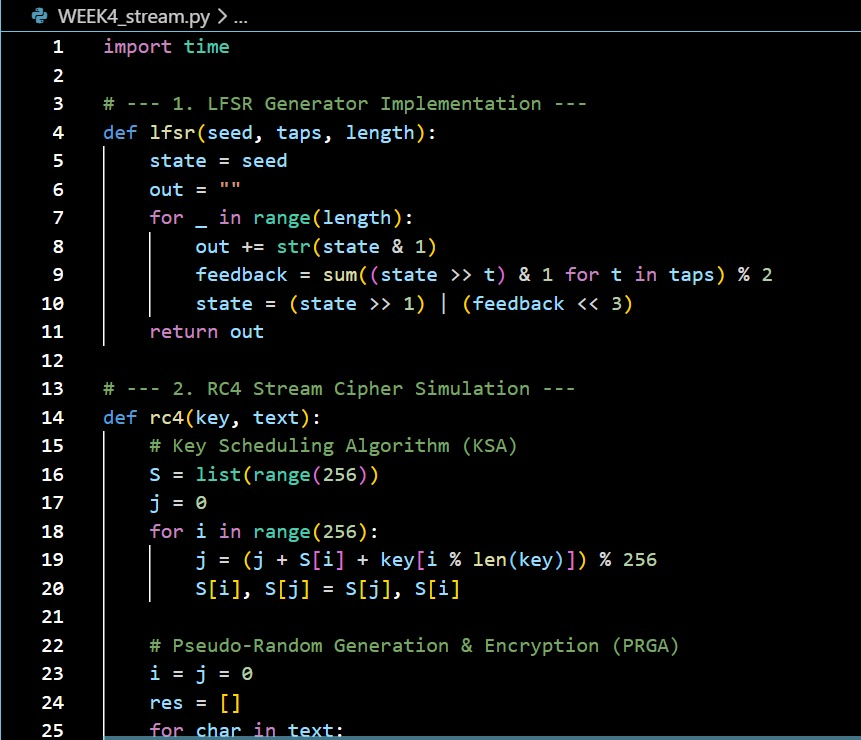 WEEK4_stream.py > ...
1 import time
2
3 # --- 1. LFSR Generator Implementation ---
4 def lfsr(seed, taps, length):
5     state = seed
6     out = ""
7     for _ in range(length):
8         out += str(state & 1)
9         feedback = sum((state >> t) & 1 for t in taps) % 2
10         state = (state >> 1) | (feedback << 3)
11     return out
12
13 # --- 2. RC4 Stream Cipher Simulation ---
14 def rc4(key, text):
15     # Key Scheduling Algorithm (KSA)
16     S = list(range(256))
17     j = 0
18     for i in range(256):
19         j = (j + S[i] + key[i % len(key)]) % 256
20         S[i], S[j] = S[j], S[i]
21
22     # Pseudo-Random Generation & Encryption (PRGA)
23     i = j = 0
24     res = []
25     for char in text: